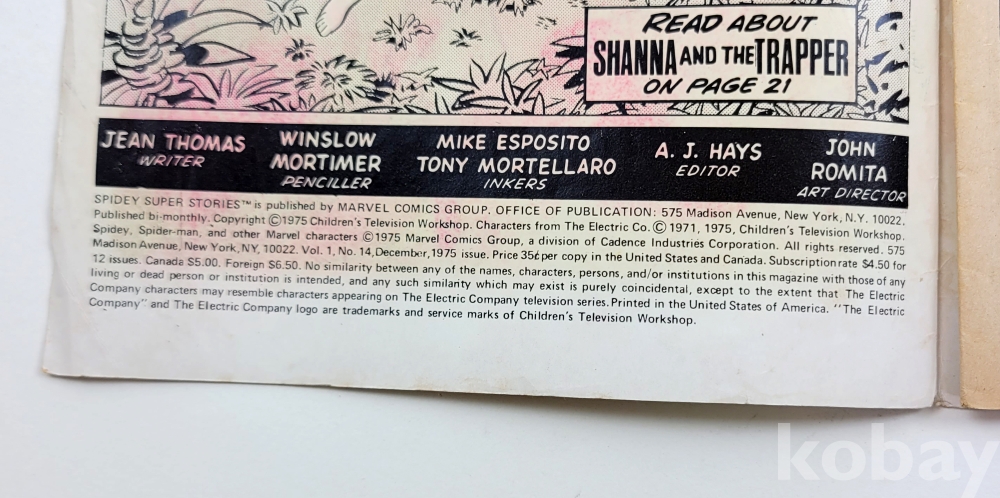 READ ABOUT
SHANNA AND THE TRAPPER
ON PAGE 21
JEAN THOMAS
WRITER
WINSLOW
MORTIMER
PENCILLER
MIKE ESPOSITO
TONY MORTELLARO
INKERS
A. J. HAYS
EDITOR
JOHN
ROMITA
ART DIRECTOR
SPIDEY SUPER STORIES™ is published by MARVEL COMICS GROUP. OFFICE OF PUBLICATION: 575 Madison Avenue, New York, N.Y. 10022.
Published bi-monthly. Copyright ©1975 Children's Television Workshop. Characters from The Electric Co. © 1971, 1975, Children's Television Workshop.
Spidey, Spider-man, and other Marvel characters ©1975 Marvel Comics Group, a division of Cadence Industries Corporation. All rights reserved. 575
Madison Avenue, New York, NY, 10022. Vol. 1, No. 14, December, 1975 issue. Price 35¢ per copy in the United States and Canada. Subscription rate $4.50 for
12 issues. Canada $5.00. Foreign $6.50. No similarity between any of the names, characters, persons, and/or institutions in this magazine with those of any
living or dead person or institution is intended, and any such similarity which may exist is purely coincidental, except to the extent that The Electric
Company characters may resemble characters appearing on The Electric Company television series. Printed in the United States of America. "The Electric
Company" and The Electric Company logo are trademarks and service marks of Children's Television Workshop.
kobay